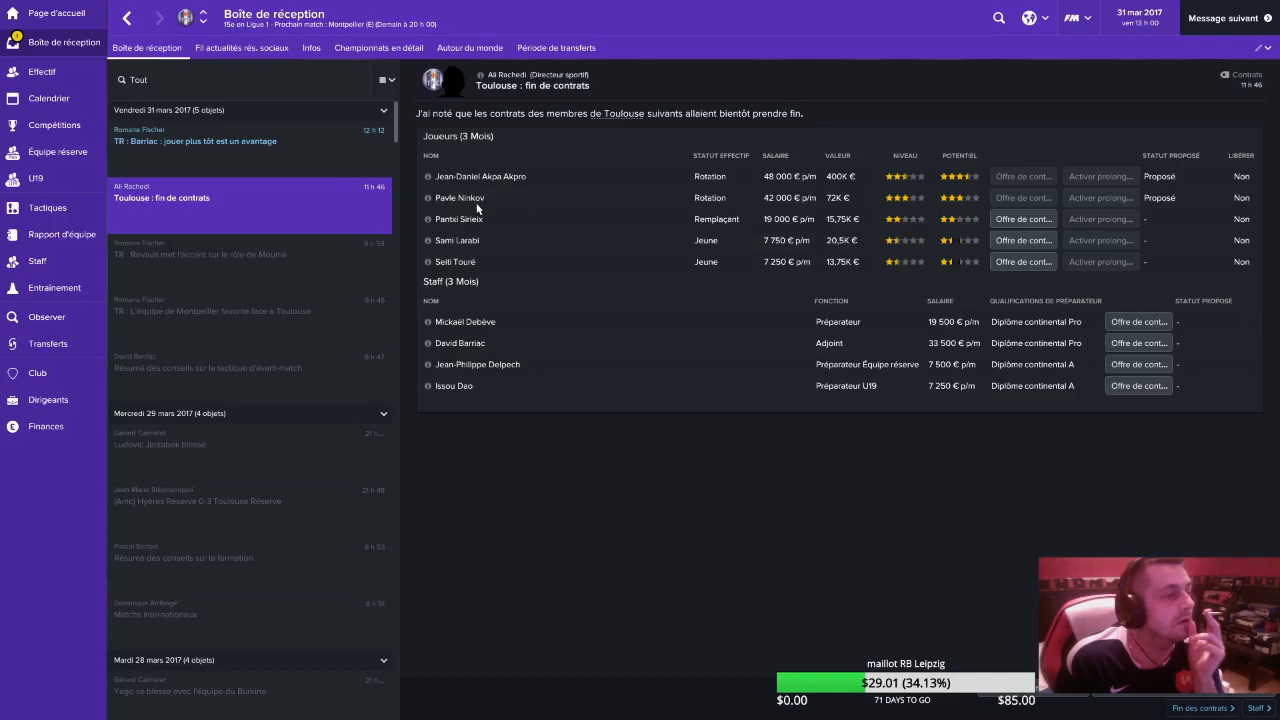 Page d'accueil
Boîte de réception
15e en Ligue 1 - Prochain match : Montpellier (E) (Demain à 20 h 00)
FM
31 mar 2017
ven 13 h 00
Message suivant
1
Boîte de réception
Effectif
Calendrier
Compétitions
Équipe réserve
U19
Tactiques
Rapport d'équipe
Staff
Entraînement
Observer
Transferts
Club
Dirigeants
Finances
Boîte de réception
Fil actualités rés. sociaux
Infos
Championnats en détail
Autour du monde
Période de transferts
Tout
Vendredi 31 mars 2017 (5 objets)
Romane Fischer 12 h 12
TR : Barriac : jouer plus tôt est un avantage
Ali Rachedi 11 h 46
Toulouse : fin de contrats
Romane Fischer 9 h 59
TR : Revault met l'accent sur le rôle de Mounié
Romane Fischer 9 h 46
TR : L'équipe de Montpellier favorite face à Toulouse
David Barriac 8 h 47
Résumé des conseils sur la tactique d'avant-match
Mercredi 29 mars 2017 (4 objets)
Gérard Calmelet 21 h...
Ludovic Jarzabek blessé
Jean-Marie Stéphanopoli 21 h 48
(Amc) Hyères Réserve 0-3 Toulouse Réserve
Pascal Sempé 9 h 53
Résumé des conseils sur la formation
Dominique Arribagé 8 h 51
Matchs internationaux
Mardi 28 mars 2017 (4 objets)
Gérard Calmelet 21 h...
Yago se blesse avec l'équipe du Burkina
Ali Rachedi (Directeur sportif)
Toulouse : fin de contrats
Contrats
11 h 46
J'ai noté que les contrats des membres de Toulouse suivants allaient bientôt prendre fin.
Joueurs (3 Mois)
NOM STATUT EFFECTIF SALAIRE VALEUR NIVEAU POTENTIEL STATUT PROPOSÉ LIBÉRER
Jean-Daniel Akpa Akpro Rotation 48 000 € p/m 400K € Offre de cont... Activer prolong... Proposé Non
Pavle Ninkov Rotation 42 000 € p/m 72K € Offre de cont... Activer prolong... Proposé Non
Pantxi Sirieix Remplaçant 19 000 € p/m 15,75K € Offre de cont... Activer prolong... - Non
Sami Larabi Jeune 7 750 € p/m 20,5K € Offre de cont... Activer prolong... - Non
Seïti Touré Jeune 7 250 € p/m 13,75K € Offre de cont... Activer prolong... - Non
Staff (3 Mois)
NOM FONCTION SALAIRE QUALIFICATIONS DE PRÉPARATEUR STATUT PROPOSÉ
Mickaël Debève Préparateur 19 500 € p/m Diplôme continental Pro Offre de cont... -
David Barriac Adjoint 33 500 € p/m Diplôme continental Pro Offre de cont... -
Jean-Philippe Delpech Préparateur Équipe réserve 7 500 € p/m Diplôme continental A Offre de cont... -
Issou Dao Préparateur U19 7 250 € p/m Diplôme continental A Offre de cont... -
maillot RB Leipzig
$29.01 (34.13%)
$0.00 71 DAYS TO GO $85.00
Fin des contrats
Staff